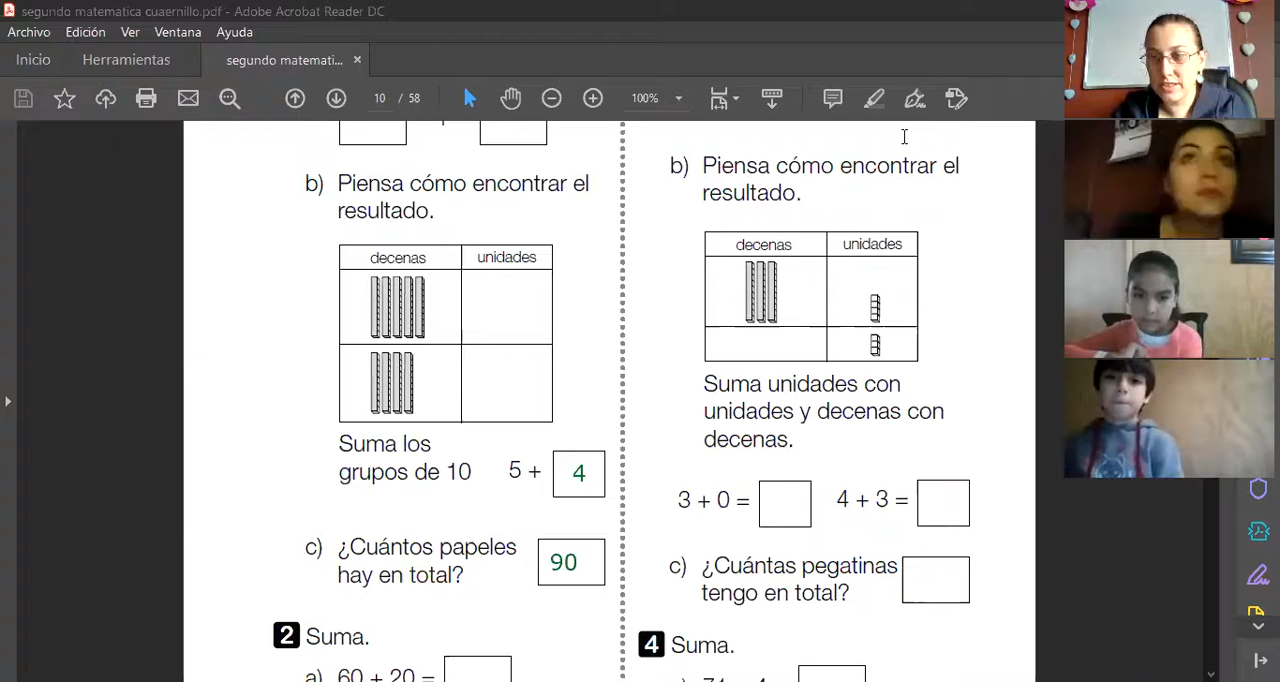 segundo matematica cuaernillo.pdf - Adobe Acrobat Reader DC
Archivo Edición Ver Ventana Ayuda
Inicio Herramientas segundo matemati... ×
10 / 58 100%
b) Piensa cómo encontrar el
resultado.
decenas unidades
Suma los
grupos de 10 5 + 4
c) ¿Cuántos papeles
hay en total? 90
2 Suma.
a) 60 + 20 =
b) Piensa cómo encontrar el
resultado.
decenas unidades
Suma unidades con
unidades y decenas con
decenas.
3 + 0 = 4 + 3 =
c) ¿Cuántas pegatinas
tengo en total?
4 Suma.